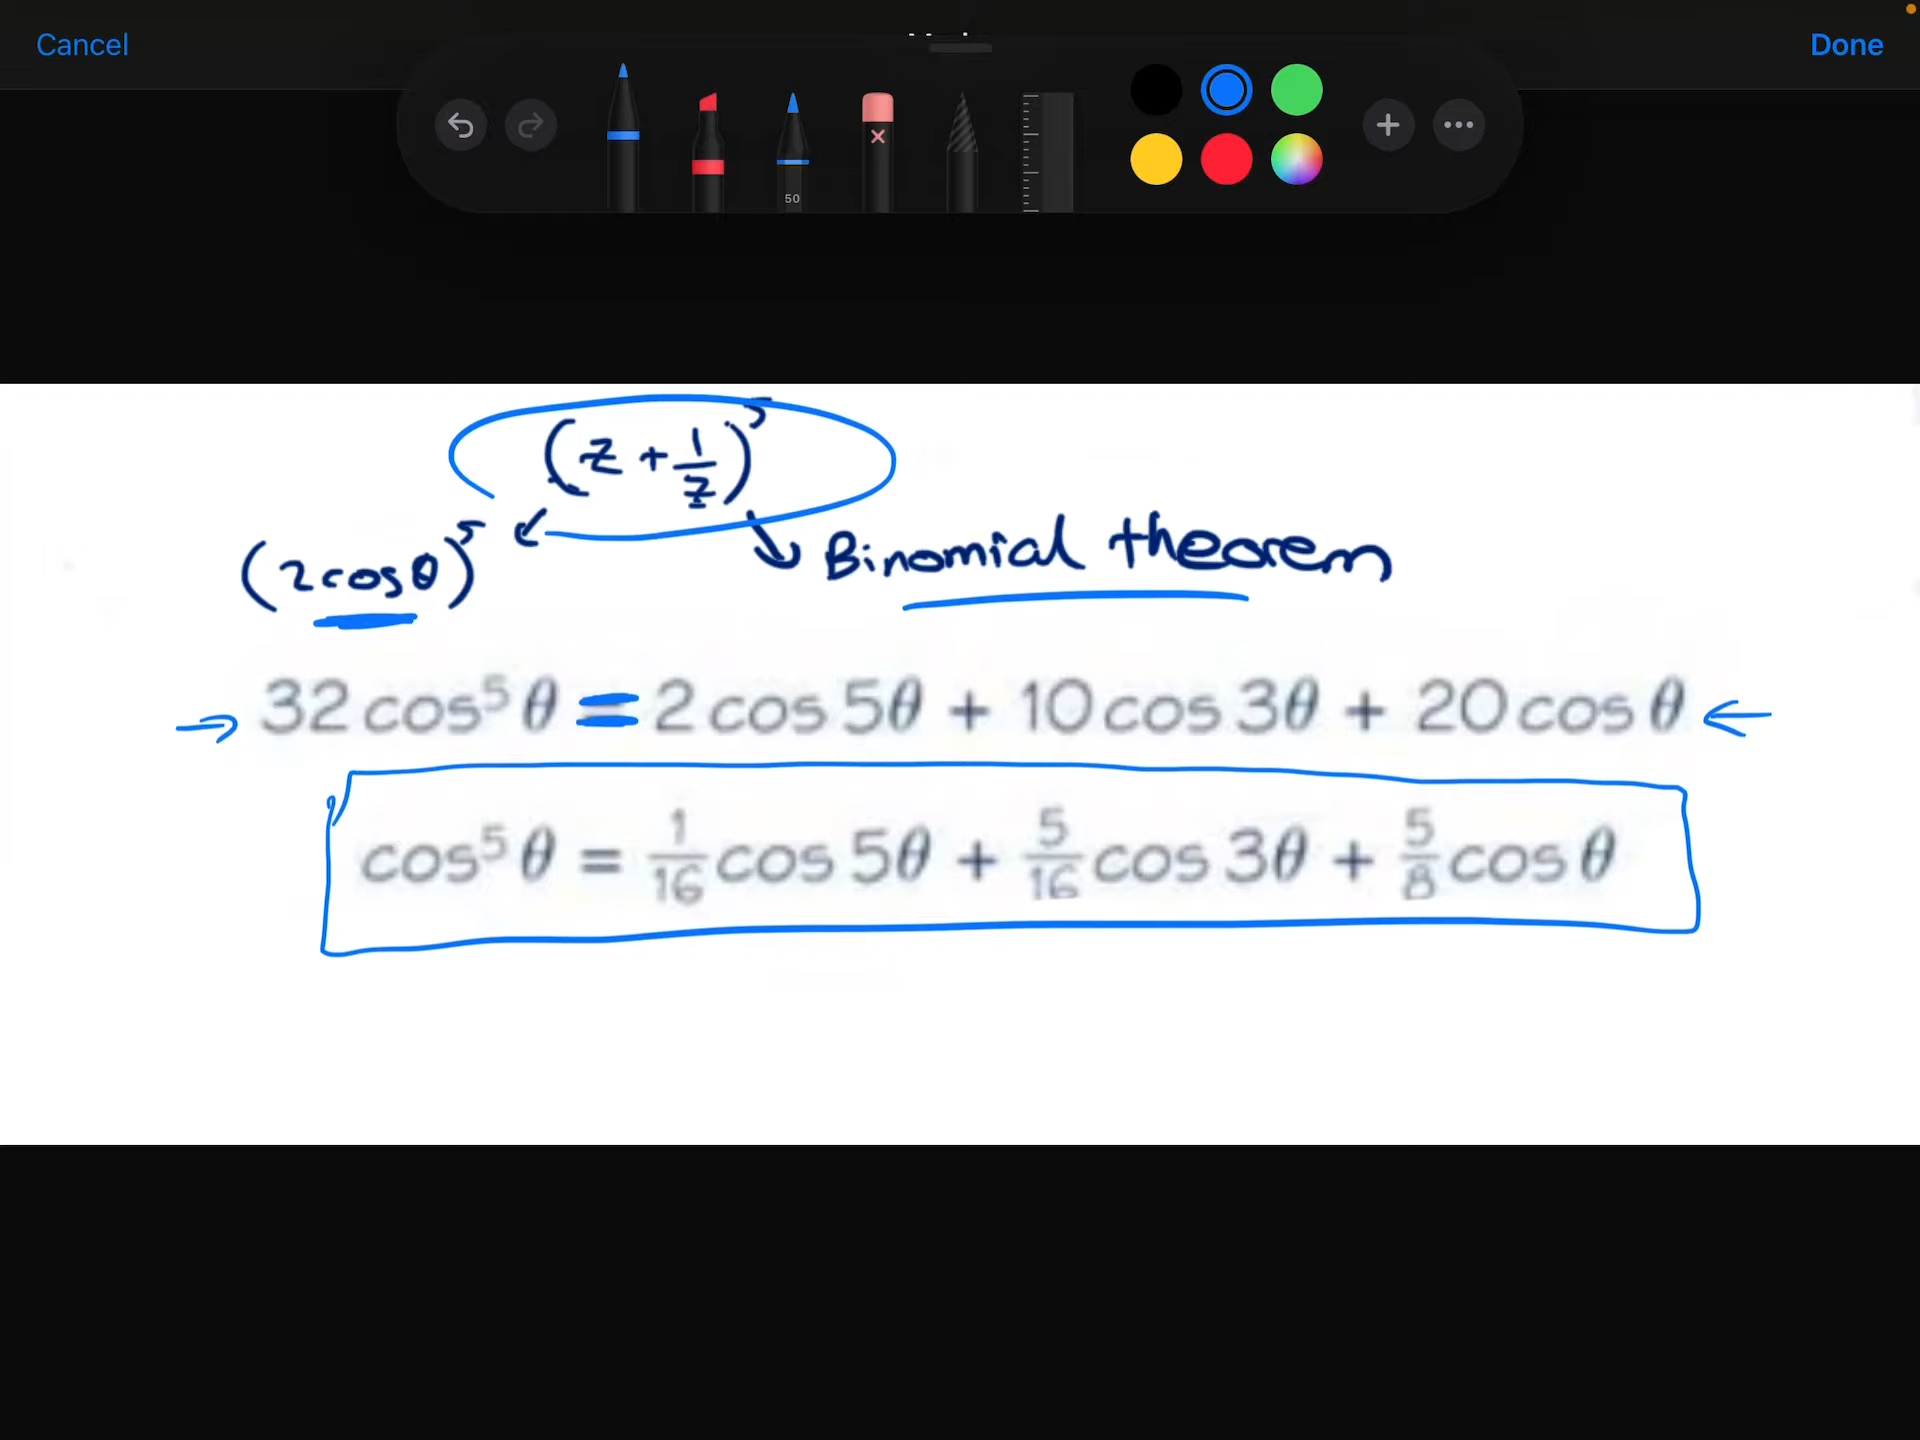 Cancel
Done
50
(z + 1/z)^5
(2cosθ)^5
Binomial theorem
32 cos^5 θ = 2 cos 5θ + 10 cos 3θ + 20 cos θ
cos^5 θ = 1/16 cos 5θ + 5/16 cos 3θ + 5/8 cos θ